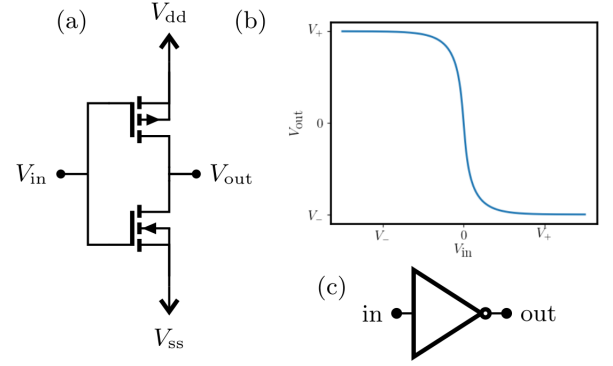 (a)
V_dd
V_in
V_out
V_ss
(b)
V_+
0
V_-
V_out
V_-
0
V_+
V_in
(c)
in
out